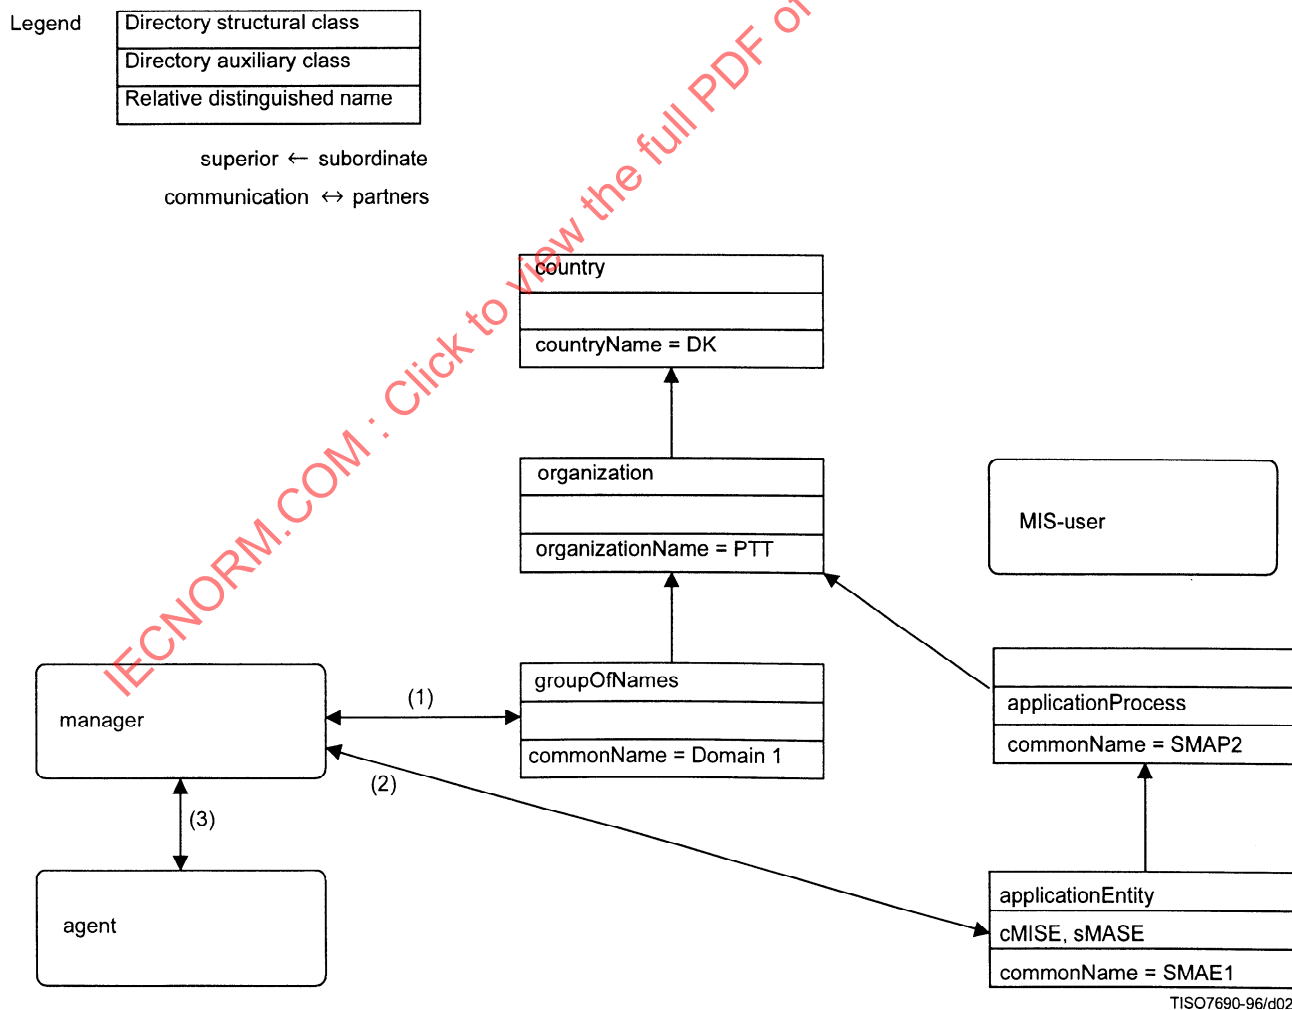 Legend
Directory structural class
Directory auxiliary class
Relative distinguished name
superior ← subordinate
communication ↔ partners
IECNORM.COM : Click to view the full PDF of
country
countryName = DK
organization
organizationName = PTT
MIS-user
manager
(1)
groupOfNames
commonName = Domain 1
applicationProcess
commonName = SMAP2
(2)
(3)
agent
applicationEntity
cMISE, sMASE
commonName = SMAE1
TISO7690-96/d02